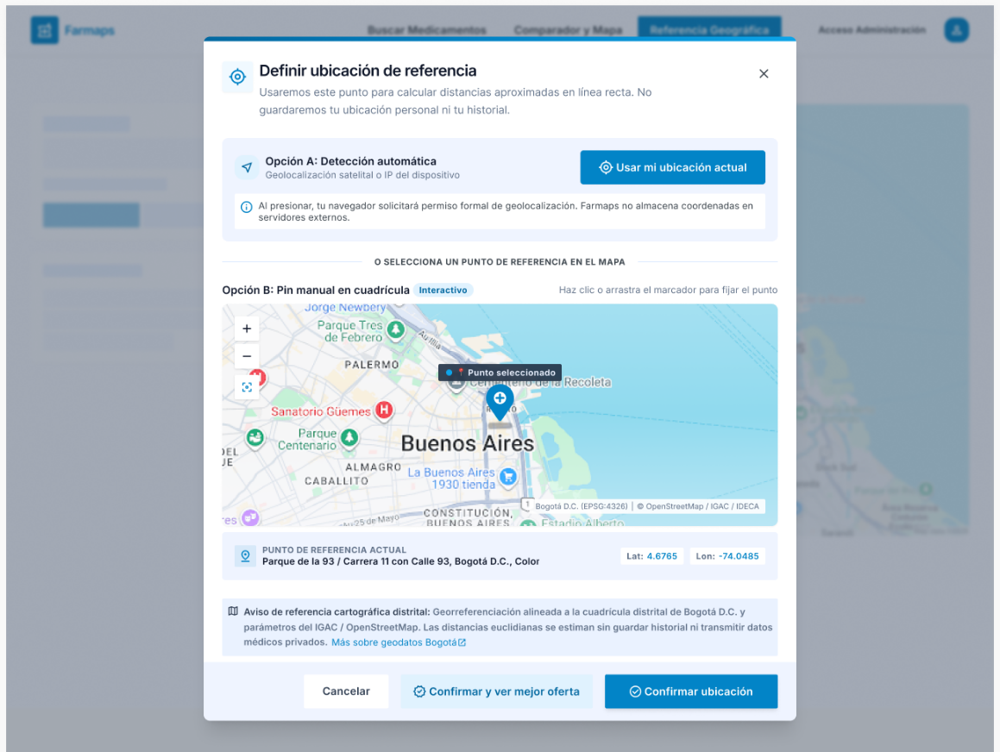 Farmaps
Buscar Medicamentos
Comparador y Mapa
Referencia Geográfica
Acceso Administración
Definir ubicación de referencia
Usaremos este punto para calcular distancias aproximadas en línea recta. No
guardaremos tu ubicación personal ni tu historial.
Opción A: Detección automática
Geolocalización satelital o IP del dispositivo
Usar mi ubicación actual
Al presionar, tu navegador solicitará permiso formal de geolocalización. Farmaps no almacena coordenadas en
servidores externos.
O SELECCIONA UN PUNTO DE REFERENCIA EN EL MAPA
Opción B: Pin manual en cuadrícula
Interactivo
Haz clic o arrastra el marcador para fijar el punto
Jorge Newbery
Parque Tres
de Febrero
PALERMO
Punto seleccionado
Cementerio de la Recoleta
Sanatorio Güemes
H
Parque
Centenario
Buenos Aires
ALMAGRO
CABALLITO
La Buenos Aires
1930 tienda
CONSTITUCIÓN,
BUENOS AIRES
Av. 25 de Mayo
Estadio Alberto
1
Bogotá D.C. (EPSG:4326) | © OpenStreetMap / IGAC / IDECA
PUNTO DE REFERENCIA ACTUAL
Parque de la 93 / Carrera 11 con Calle 93, Bogotá D.C., Color
Lat: 4.6765
Lon: -74.0485
Aviso de referencia cartográfica distrital: Georreferenciación alineada a la cuadrícula distrital de Bogotá D.C. y
parámetros del IGAC / OpenStreetMap. Las distancias euclidianas se estiman sin guardar historial ni transmitir datos
médicos privados. Más sobre geodatos Bogotá
Cancelar
Confirmar y ver mejor oferta
Confirmar ubicación